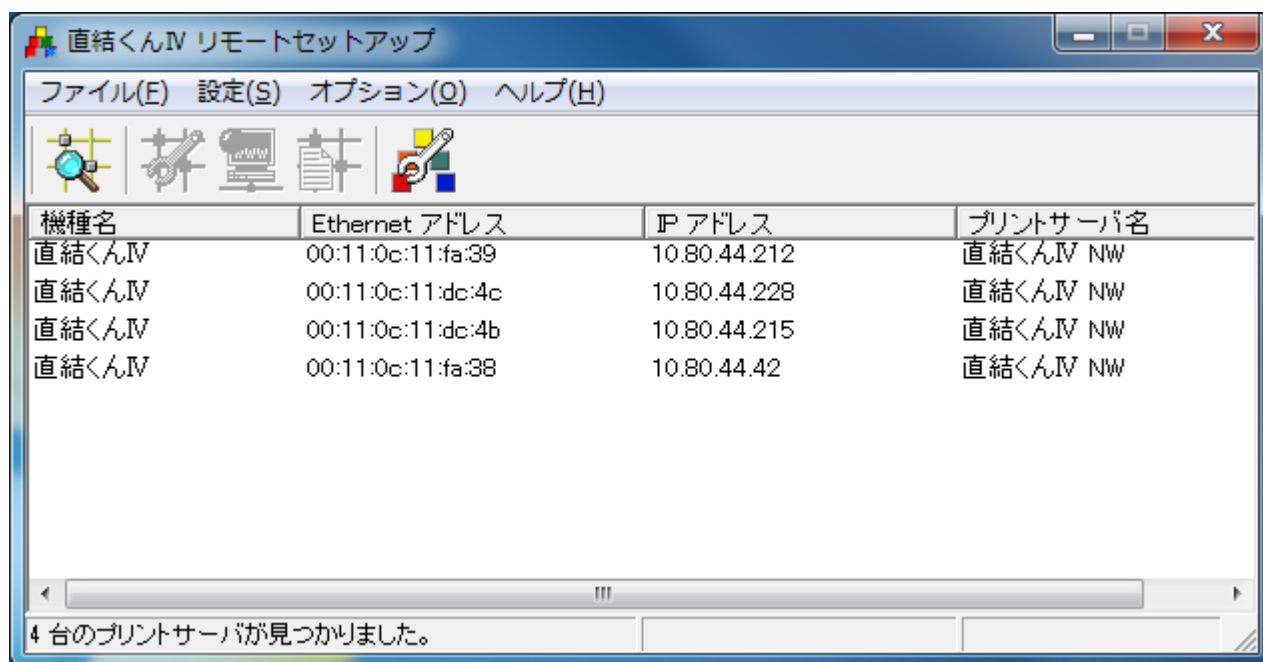 直結くんⅣ リモートセットアップ
ファイル(F) 設定(S) オプション(O) ヘルプ(H)
機種名 Ethernet アドレス IP アドレス プリントサーバ名
直結くんⅣ 00:11:0c:11:fa:39 10.80.44.212 直結くんⅣ NW
直結くんⅣ 00:11:0c:11:dc:4c 10.80.44.228 直結くんⅣ NW
直結くんⅣ 00:11:0c:11:dc:4b 10.80.44.215 直結くんⅣ NW
直結くんⅣ 00:11:0c:11:fa:38 10.80.44.42 直結くんⅣ NW
4 台のプリントサーバが見つかりました。